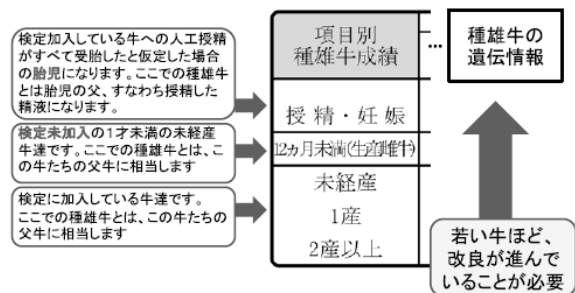 検定加入している牛への人工授精
がすべて受胎したと仮定した場合
の胎児になります。ここでの種雄牛
とは胎児の父、すなわち授精した
精液になります。
検定未加入の1才未満の未経産
牛達です。ここでの種雄牛とは、こ
の牛たちの父牛に相当します
検定に加入している牛達です。
ここでの種雄牛とは、この牛たちの
父牛に相当します
項目別
種雄牛成績
授精・妊娠
12ヵ月未満(生産雌牛)
未経産
1産
2産以上
…
種雄牛の
遺伝情報
若い牛ほど、
改良が進んで
いることが必要